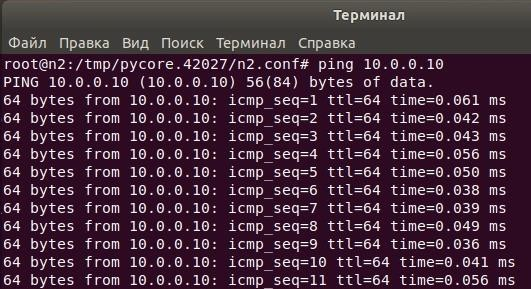 Терминал
Файл Правка Вид Поиск Терминал Справка
root@n2:/tmp/pycore.42027/n2.conf# ping 10.0.0.10
PING 10.0.0.10 (10.0.0.10) 56(84) bytes of data.
64 bytes from 10.0.0.10: icmp_seq=1 ttl=64 time=0.061 ms
64 bytes from 10.0.0.10: icmp_seq=2 ttl=64 time=0.042 ms
64 bytes from 10.0.0.10: icmp_seq=3 ttl=64 time=0.043 ms
64 bytes from 10.0.0.10: icmp_seq=4 ttl=64 time=0.056 ms
64 bytes from 10.0.0.10: icmp_seq=5 ttl=64 time=0.050 ms
64 bytes from 10.0.0.10: icmp_seq=6 ttl=64 time=0.038 ms
64 bytes from 10.0.0.10: icmp_seq=7 ttl=64 time=0.039 ms
64 bytes from 10.0.0.10: icmp_seq=8 ttl=64 time=0.049 ms
64 bytes from 10.0.0.10: icmp_seq=9 ttl=64 time=0.036 ms
64 bytes from 10.0.0.10: icmp_seq=10 ttl=64 time=0.041 ms
64 bytes from 10.0.0.10: icmp_seq=11 ttl=64 time=0.056 ms